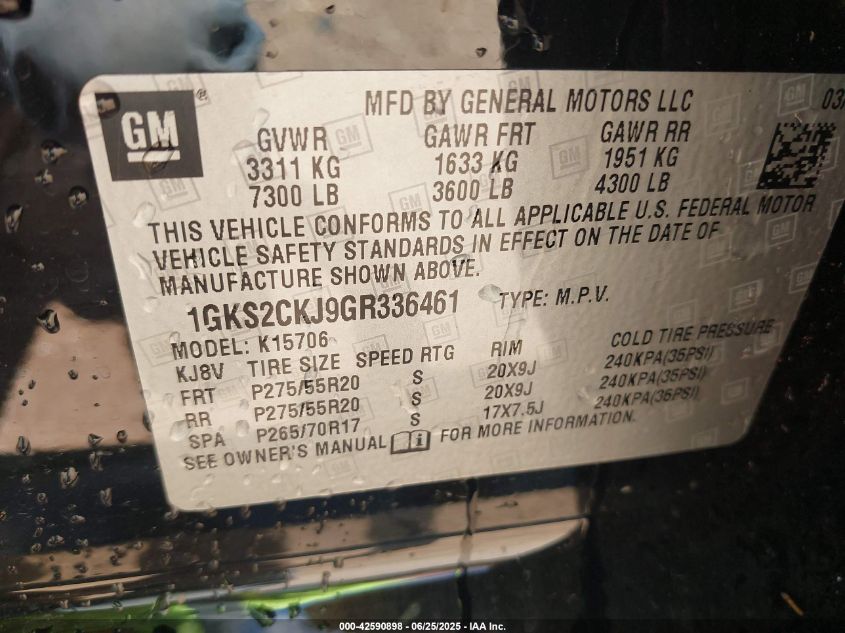 GM ®
MFD BY GENERAL MOTORS LLC 03/
GVWR GAWR FRT GAWR RR
3311 KG 1633 KG 1951 KG
7300 LB 3600 LB 4300 LB
THIS VEHICLE CONFORMS TO ALL APPLICABLE U.S. FEDERAL MOTOR
VEHICLE SAFETY STANDARDS IN EFFECT ON THE DATE OF
MANUFACTURE SHOWN ABOVE.
1GKS2CKJ9GR336461 TYPE: M.P.V.
MODEL: K15706
KJ8V TIRE SIZE SPEED RTG RIM COLD TIRE PRESSURE
FRT P275/55R20 S 20X9J 240KPA(35PSI)
RR P275/55R20 S 20X9J 240KPA(35PSI)
SPA P265/70R17 S 17X7.5J 240KPA(35PSI)
SEE OWNER'S MANUAL FOR MORE INFORMATION.
000-42590898 - 06/25/2025 - IAA Inc.